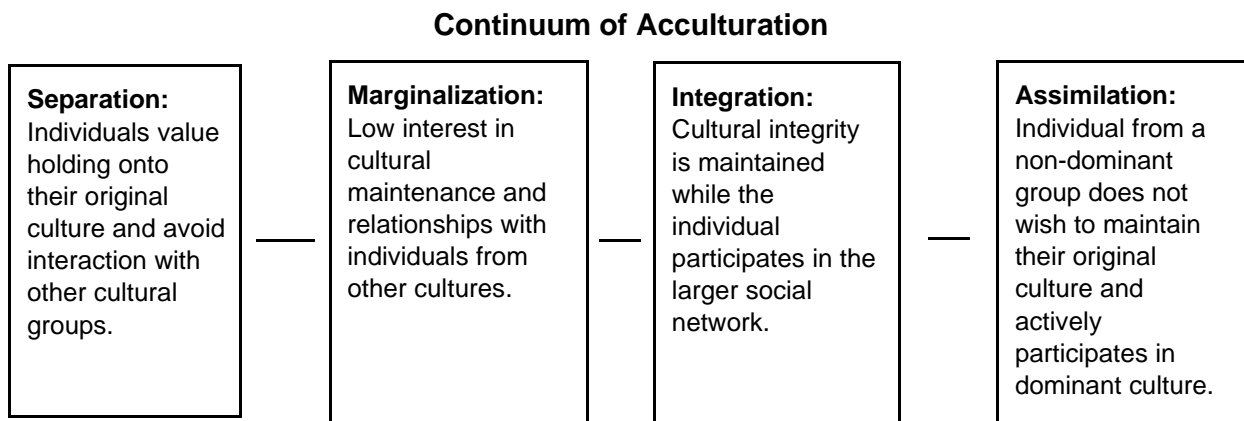 Continuum of Acculturation
Separation:
Individuals value
holding onto
their original
culture and avoid
interaction with
other cultural
groups.
Marginalization:
Low interest in
cultural
maintenance and
relationships with
individuals from
other cultures.
Integration:
Cultural integrity
is maintained
while the
individual
participates in the
larger social
network.
Assimilation:
Individual from a
non-dominant
group does not
wish to maintain
their original
culture and
actively
participates in
dominant culture.